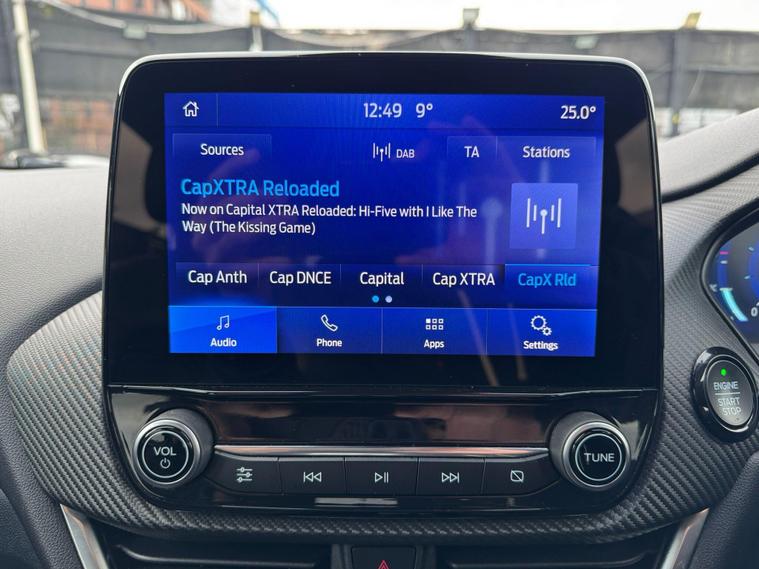 12:49 9° 25.0°
Sources DAB TA Stations
CapXTRA Reloaded
Now on Capital XTRA Reloaded: Hi-Five with I Like The
Way (The Kissing Game)
Cap Anth Cap DNCE Capital Cap XTRA CapX Rld
Audio Phone Apps Settings
ENGINE
START
STOP
VOL TUNE